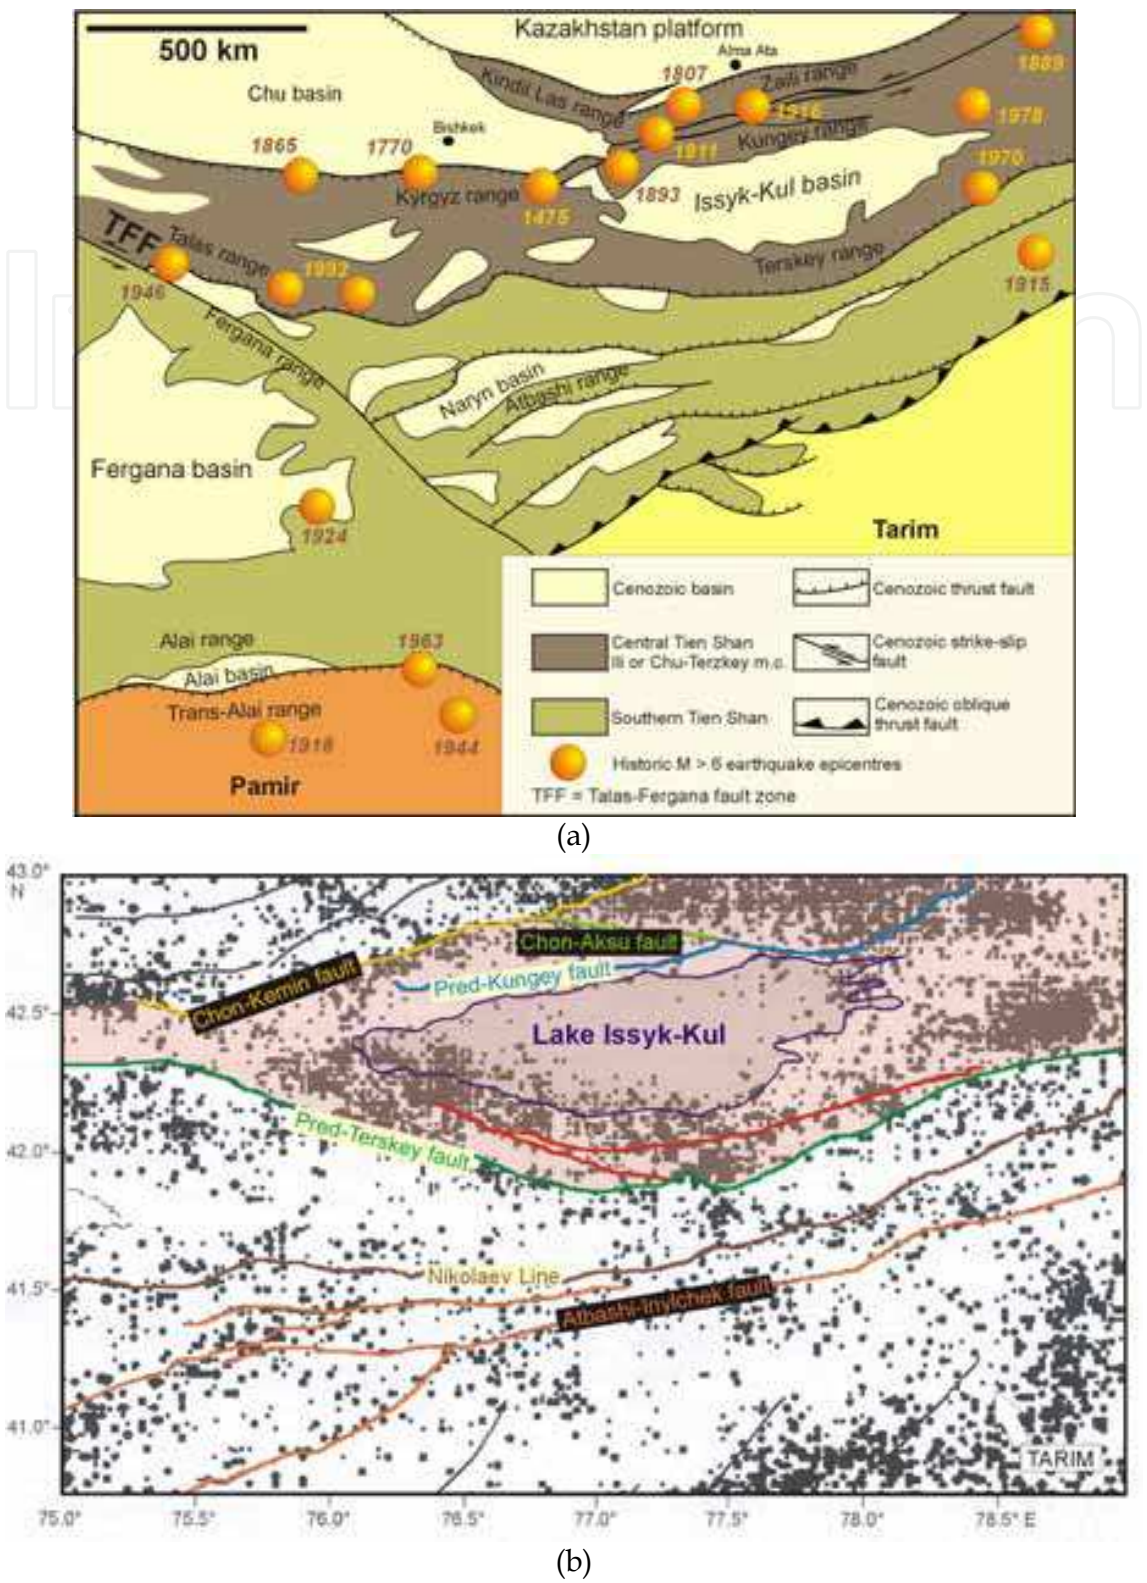 500 km
Kazakhstan platform
Alma Ata
Chu basin
Kindil Las range
1807
Zaili range
1889
Bishkek
1865
1770
1916
1978
Kungey range
1911
1970
Kyrgyz range
1475
1893
Issyk-Kul basin
TFF
Talas range
1992
Terskey range
1946
1915
Fergana range
Naryn basin
Atbashi range
Fergana basin
1924
Tarim
Cenozoic basin
Cenozoic thrust fault
Central Tien Shan
Ili or Chu-Terzkey m.c.
Cenozoic strike-slip
fault
Southern Tien Shan
Cenozoic oblique
thrust fault
Historic M > 6 earthquake epicentres
TFF = Talas-Fergana fault zone
Alai range
1963
Alai basin
Trans-Alai range
1916
1944
Pamir
(a)
43.0°
N
Chon-Aksu fault
Pred-Kungey fault
Chon-Kemin fault
42.5°
Lake Issyk-Kul
Pred-Terskey fault
42.0°
Nikolaev Line
41.5°
Atbashi-Inylchek fault
41.0°
TARIM
75.0° 75.5° 76.0° 76.5° 77.0° 77.5° 78.0° 78.5° E
(b)